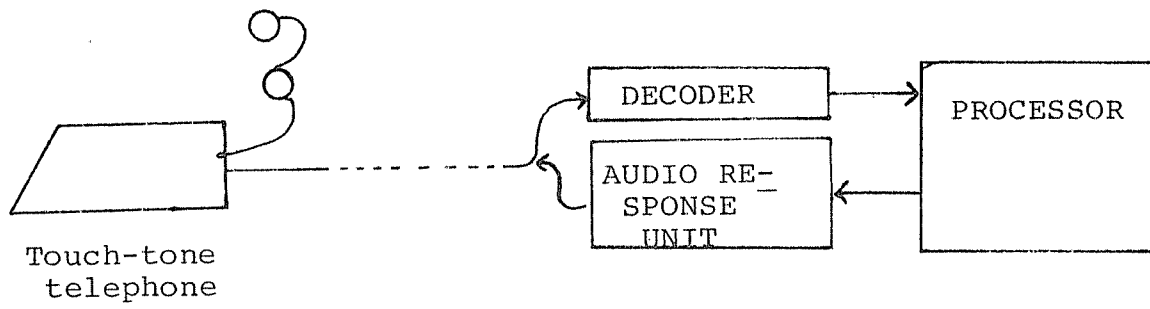 DECODER
PROCESSOR
AUDIO RE-
SPONSE
UNIT
Touch-tone
telephone